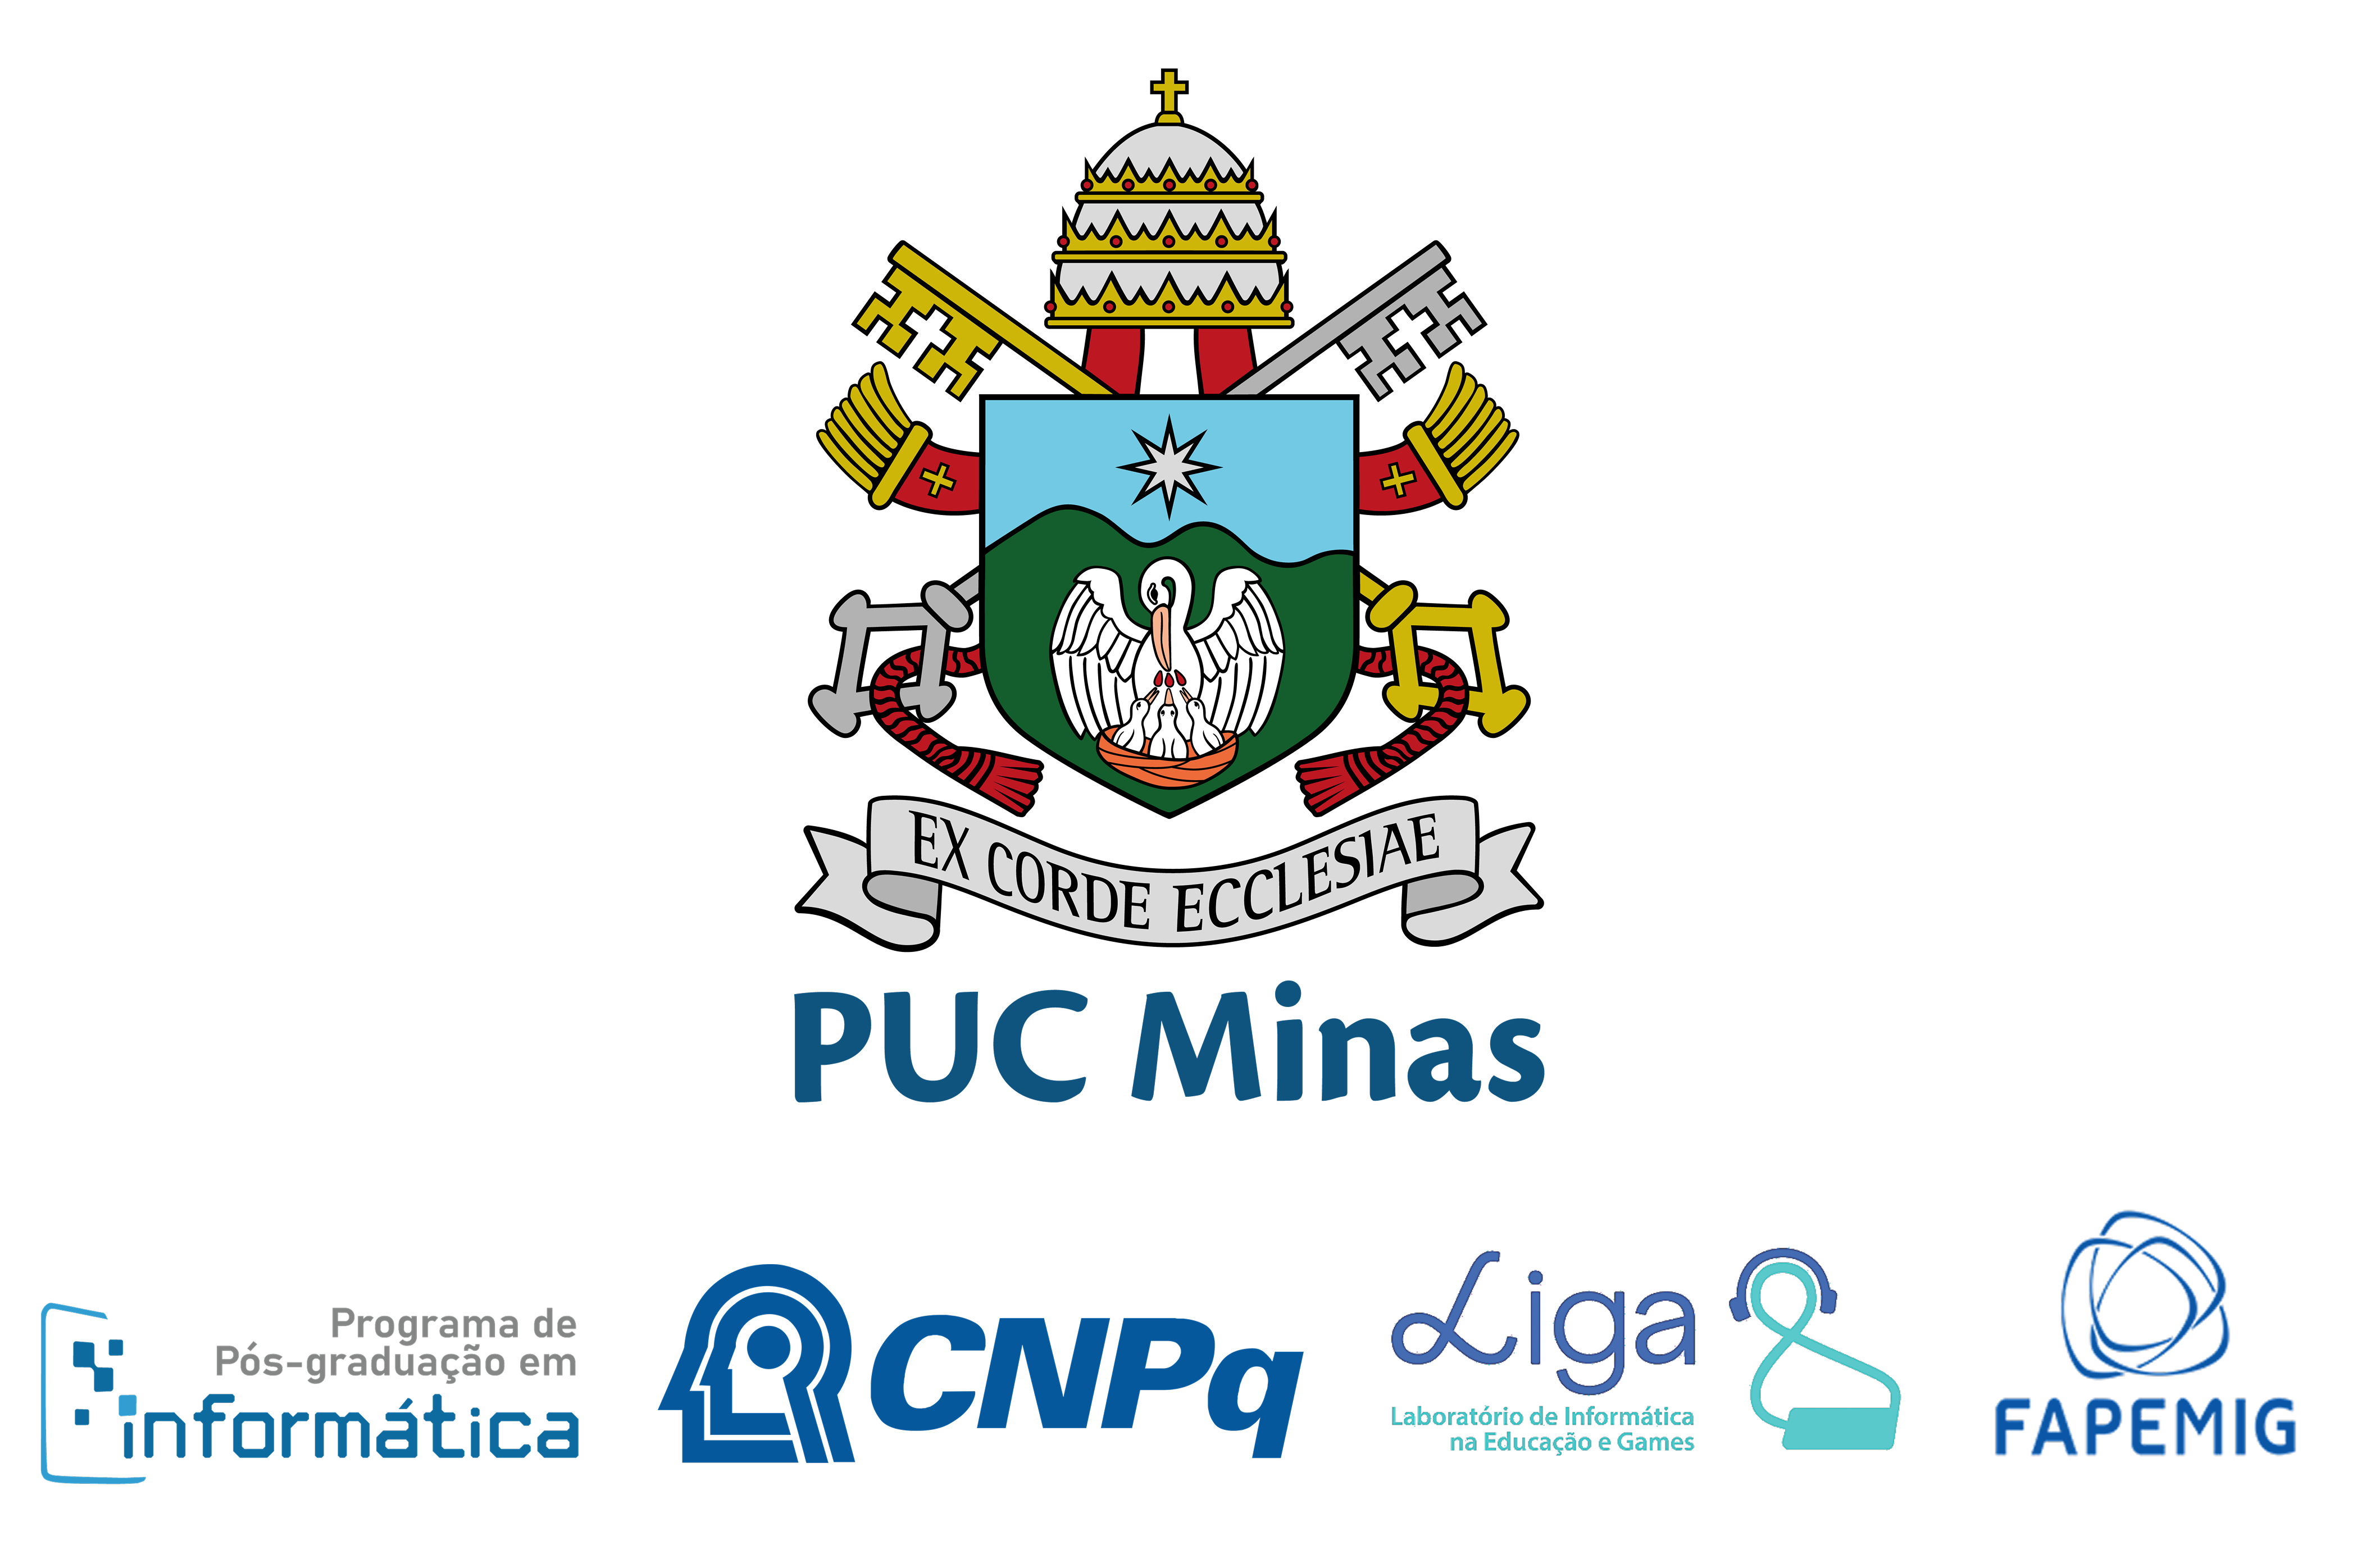 EX CORDE ECCLESIAE
PUC Minas
Programa de
Pós-graduação em
informática
CNPq
Liga
Laboratório de Informática
na Educação e Games
FAPEMIG